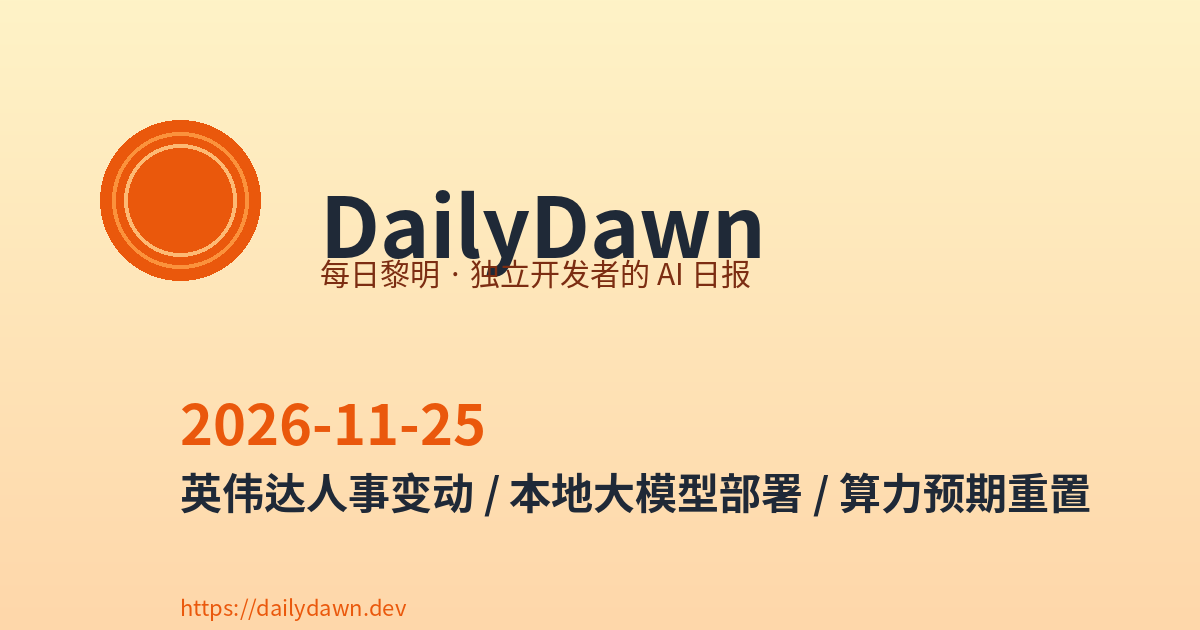 DailyDawn
每日黎明 · 独立开发者的 AI 日报
2026-11-25
英伟达人事变动 / 本地大模型部署 / 算力预期重置
https://dailydawn.dev